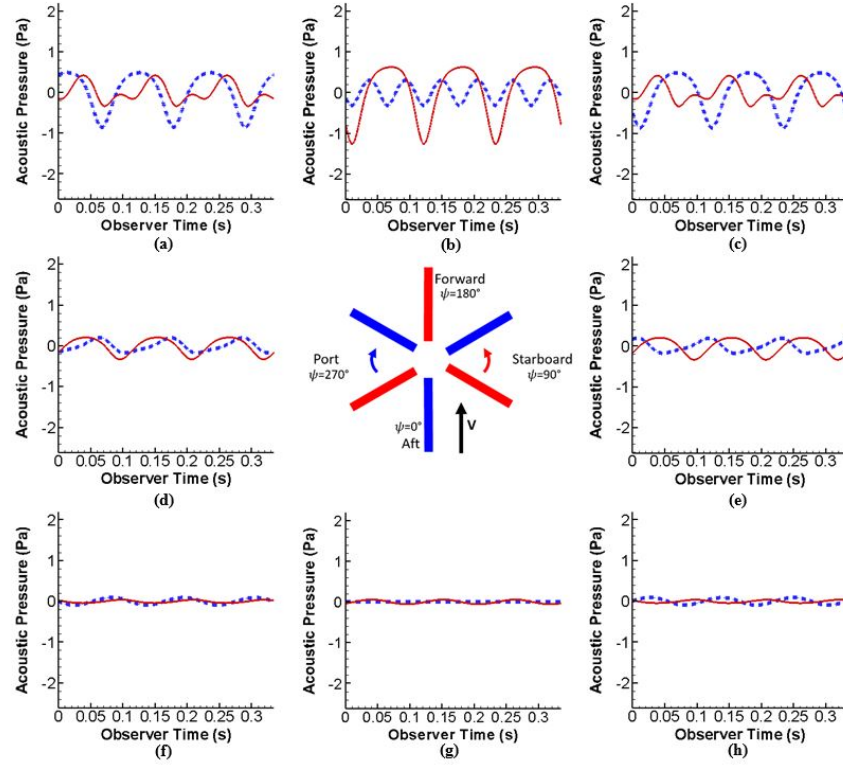 Acoustic Pressure (Pa)
2
1
0
-1
-2
0 0.05 0.1 0.15 0.2 0.25 0.3
Observer Time (s)
(a)
Acoustic Pressure (Pa)
2
1
0
-1
-2
0 0.05 0.1 0.15 0.2 0.25 0.3
Observer Time (s)
(b)
Acoustic Pressure (Pa)
2
1
0
-1
-2
0 0.05 0.1 0.15 0.2 0.25 0.3
Observer Time (s)
(c)
Acoustic Pressure (Pa)
2
1
0
-1
-2
0 0.05 0.1 0.15 0.2 0.25 0.3
Observer Time (s)
(d)
Forward
ψ=180°
Port
ψ=270°
Starboard
ψ=90°
ψ=0°
Aft
V
Acoustic Pressure (Pa)
2
1
0
-1
-2
0 0.05 0.1 0.15 0.2 0.25 0.3
Observer Time (s)
(e)
Acoustic Pressure (Pa)
2
1
0
-1
-2
0 0.05 0.1 0.15 0.2 0.25 0.3
Observer Time (s)
(f)
Acoustic Pressure (Pa)
2
1
0
-1
-2
0 0.05 0.1 0.15 0.2 0.25 0.3
Observer Time (s)
(g)
Acoustic Pressure (Pa)
2
1
0
-1
-2
0 0.05 0.1 0.15 0.2 0.25 0.3
Observer Time (s)
(h)